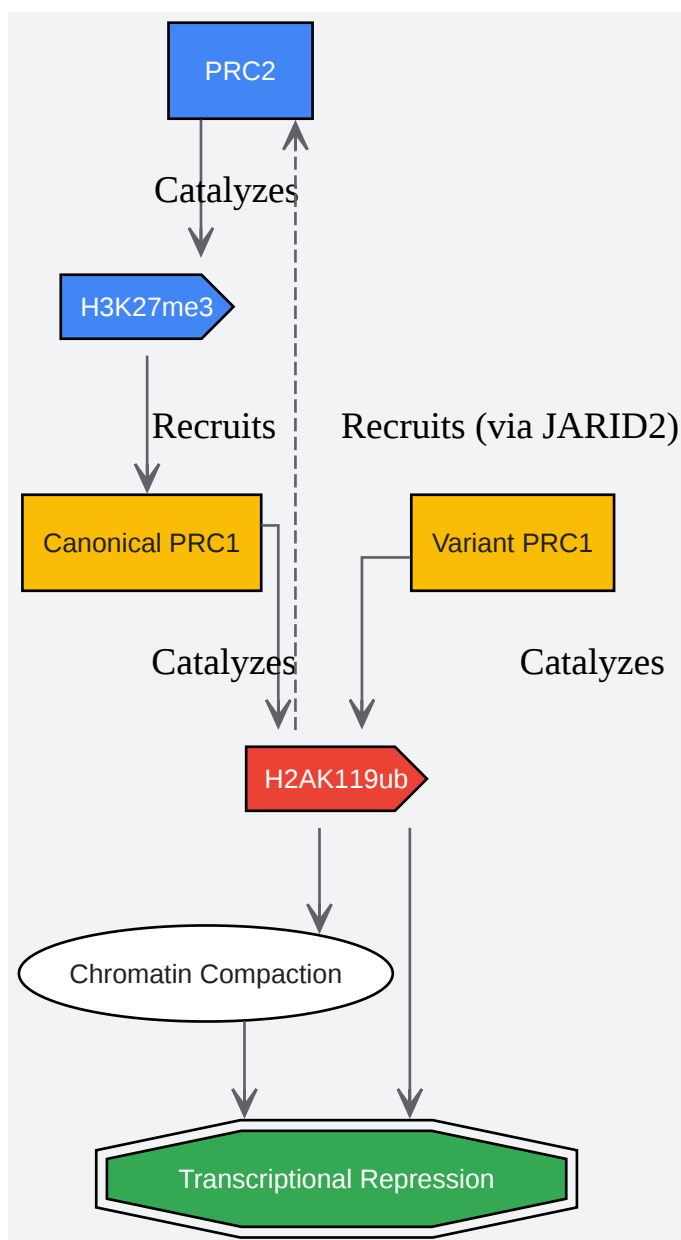 PRC2
Catalyzes
H3K27me3
Recruits
Recruits (via JARID2)
Canonical PRC1
Variant PRC1
Catalyzes
Catalyzes
H2AK119ub
Chromatin Compaction
Transcriptional Repression